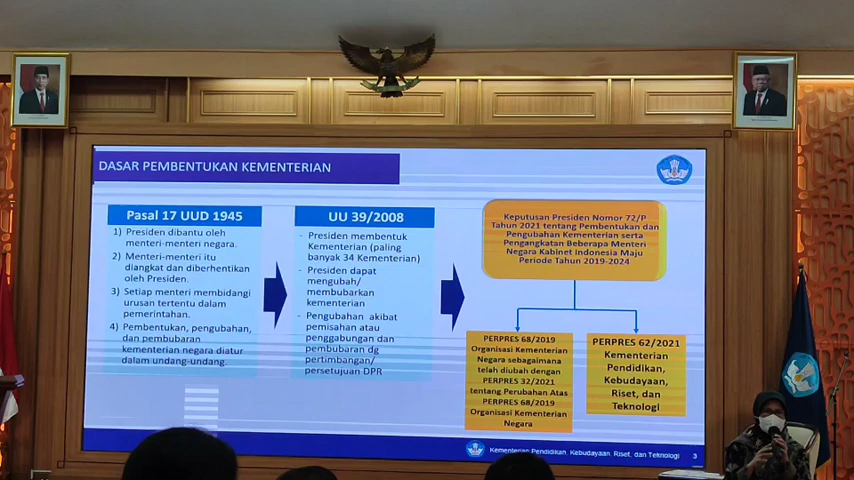 DASAR PEMBENTUKAN KEMENTERIAN
Pasal 17 UUD 1945
1) Presiden dibantu oleh
menteri-menteri negara.
2) Menteri-menteri itu
diangkat dan diberhentikan
oleh Presiden.
3) Setiap menteri membidangi
urusan tertentu dalam
pemerintahan.
4) Pembentukan, pengubahan,
dan pembubaran
kementerian negara diatur
dalam undang-undang.
UU 39/2008
- Presiden membentuk
Kementerian (paling
banyak 34 Kementerian)
- Presiden dapat
mengubah/
membubarkan
kementerian
- Pengubahan akibat
pemisahan atau
penggabungan dan
pembubaran dg
pertimbangan/
persetujuan DPR
Keputusan Presiden Nomor 72/P
Tahun 2021 tentang Pembentukan dan
Pengubahan Kementerian serta
Pengangkatan Beberapa Menteri
Negara Kabinet Indonesia Maju
Periode Tahun 2019-2024
PERPRES 68/2019
Organisasi Kementerian
Negara sebagaimana
telah diubah dengan
PERPRES 32/2021
tentang Perubahan Atas
PERPRES 68/2019
Organisasi Kementerian
Negara
PERPRES 62/2021
Kementerian
Pendidikan,
Kebudayaan,
Riset, dan
Teknologi
Kementerian Pendidikan, Kebudayaan, Riset, dan Teknologi 3